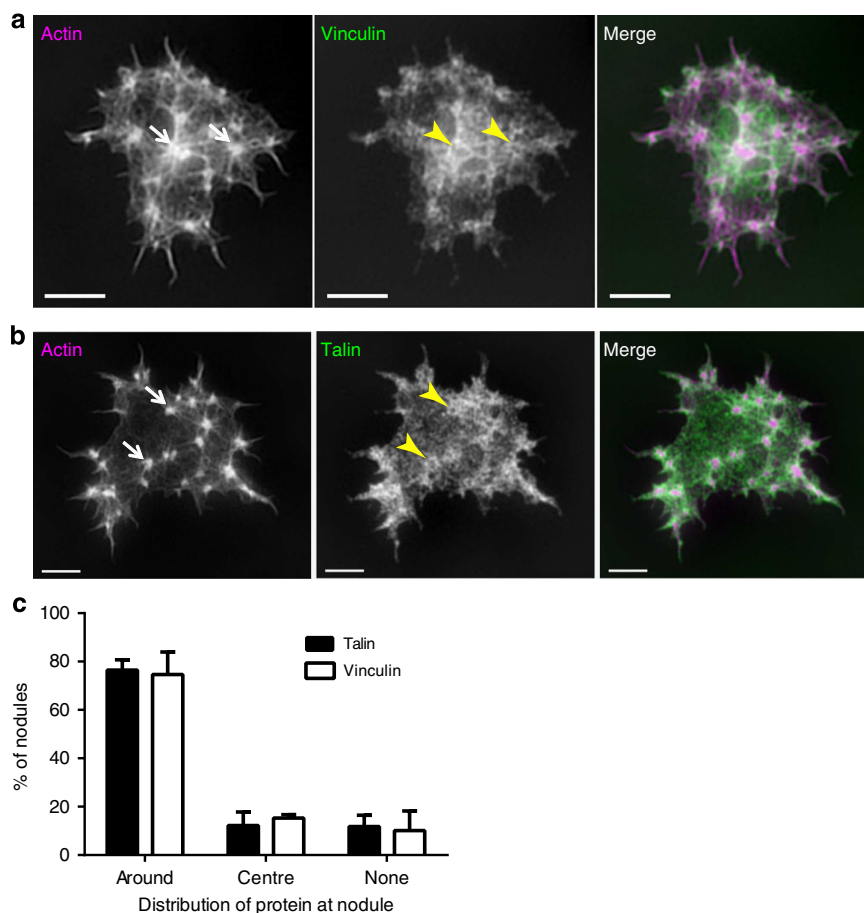 a
Actin
Vinculin
Merge
b
Actin
Talin
Merge
c
100
80
60
40
20
0
% of nodules
Talin
Vinculin
Around
Centre
None
Distribution of protein at nodule